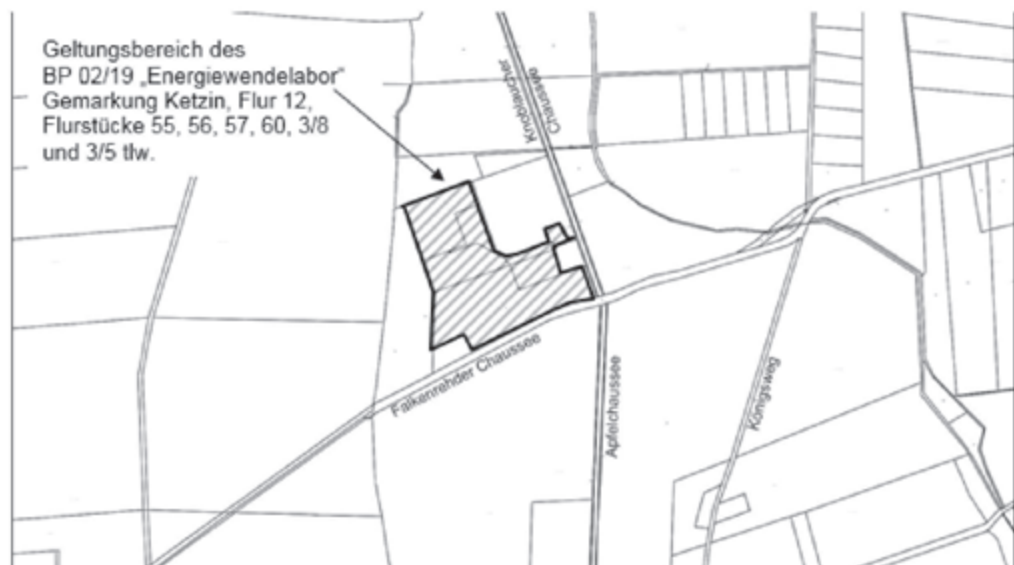 Geltungsbereich des
BP 02/19 „Energiewendelabor“
Gemarkung Ketzin, Flur 12,
Flurstücke 55, 56, 57, 60, 3/8
und 3/5 tlw.
Knoblaucher
Chaussee
Falkenrehder Chaussee
Apfelchaussee
Königsweg